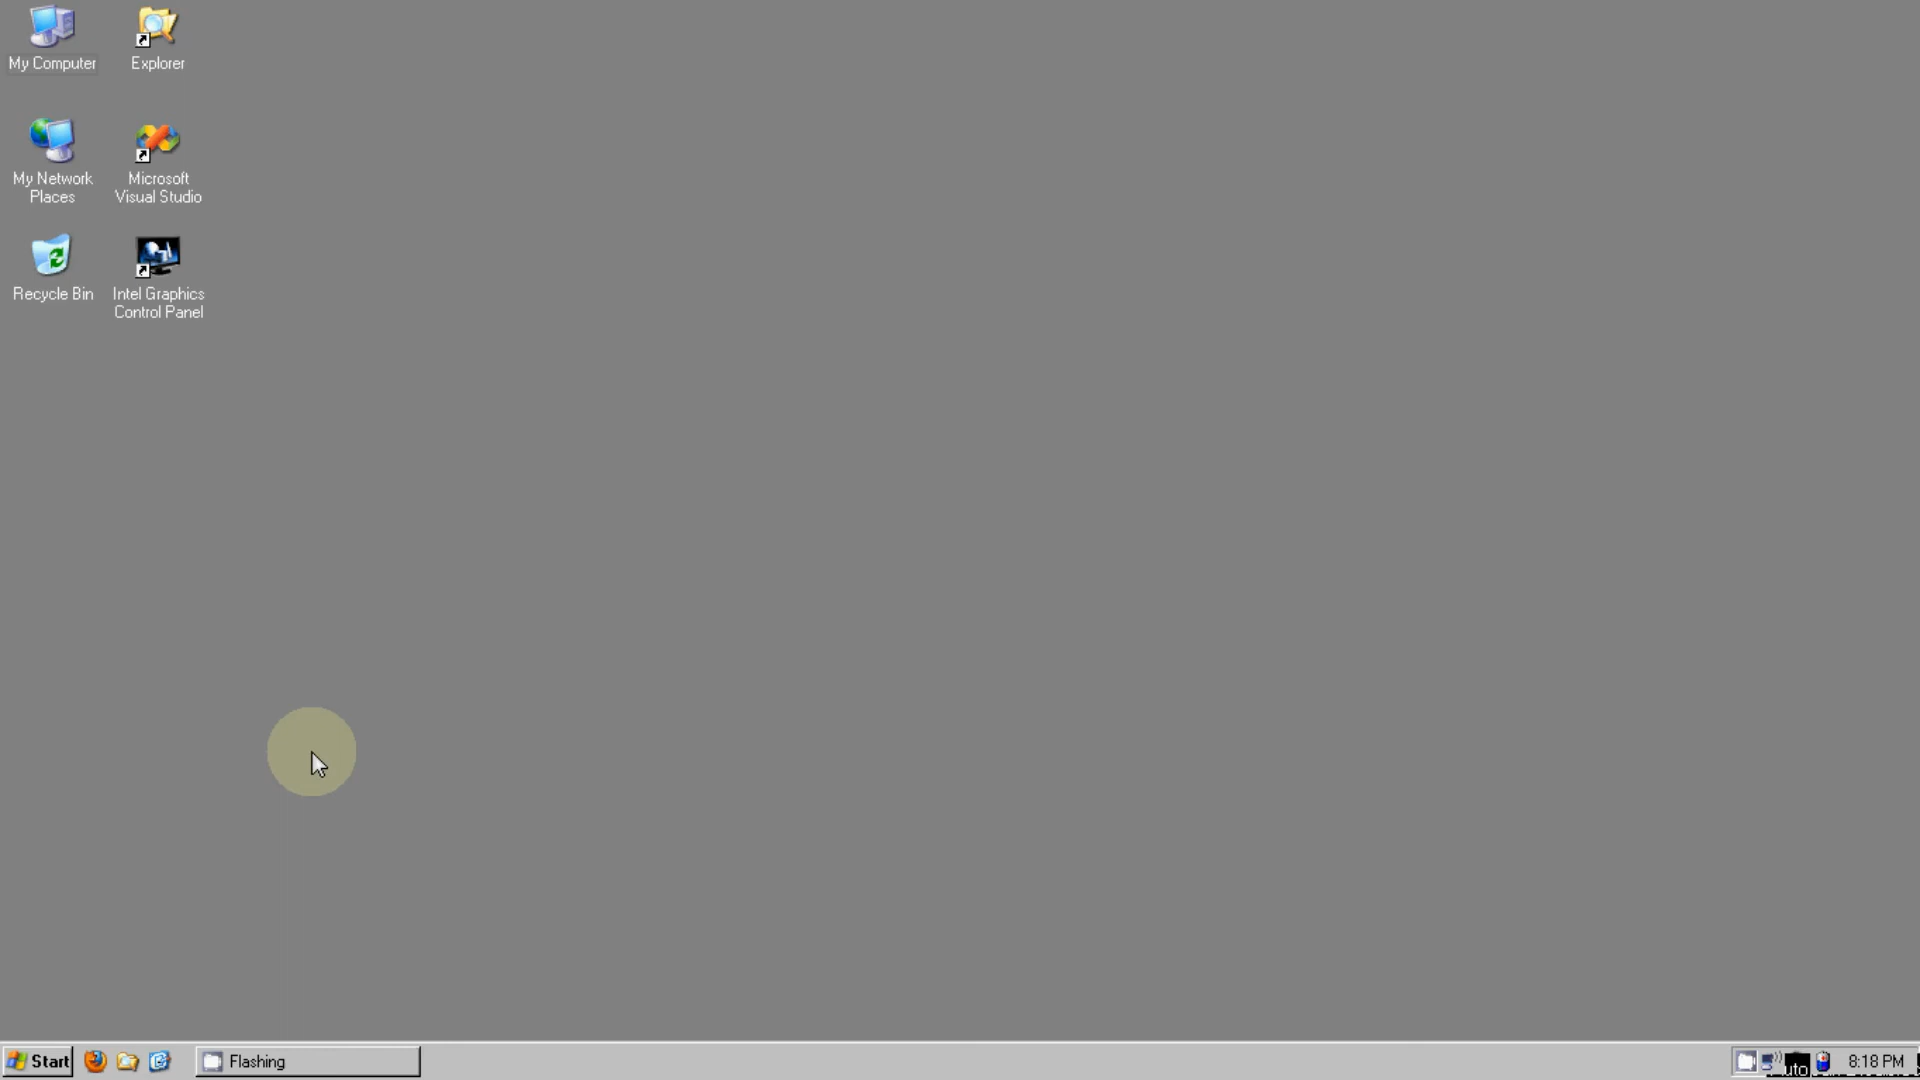 My Computer
Explorer
My Network
Places
Microsoft
Visual Studio
Recycle Bin
Intel Graphics
Control Panel
Start
Flashing
8:18 PM